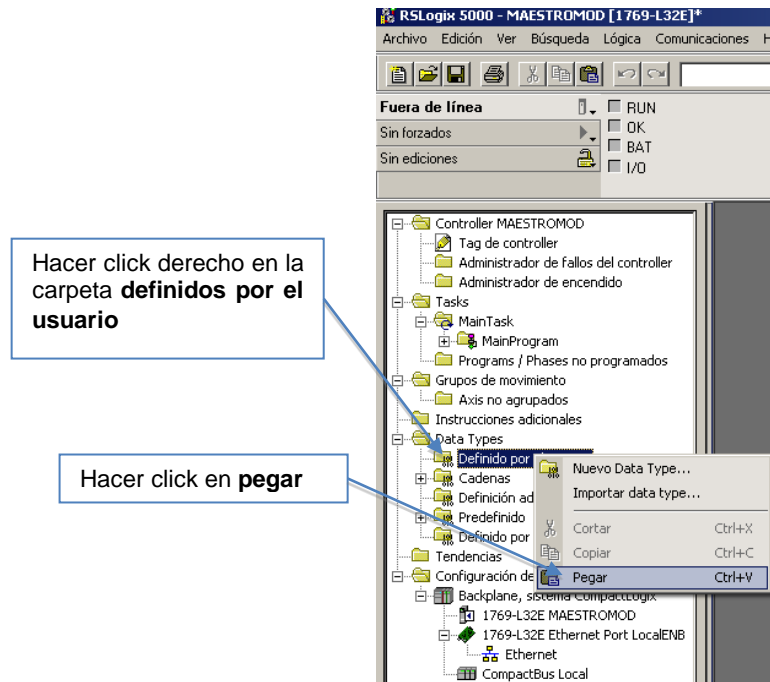 RSLogix 5000 - MAESTROMOD [1769-L32E]*
Archivo Edición Ver Búsqueda Lógica Comunicaciones H
Fuera de línea
RUN
Sin forzados
OK
BAT
Sin ediciones
I/O
Controller MAESTROMOD
Tag de controller
Administrador de fallos del controller
Administrador de encendido
Tasks
MainTask
MainProgram
Programs / Phases no programados
Grupos de movimiento
Axis no agrupados
Instrucciones adicionales
Data Types
Definido por
Cadenas
Definición ad
Predefinido
Definido por
Tendencias
Configuración de
Backplane, sistema CompactLogix
1769-L32E MAESTROMOD
1769-L32E Ethernet Port LocalENB
Ethernet
CompactBus Local
Nuevo Data Type...
Importar data type...
Cortar Ctrl+X
Copiar Ctrl+C
Pegar Ctrl+V
Hacer click derecho en la
carpeta definidos por el
usuario
Hacer click en pegar